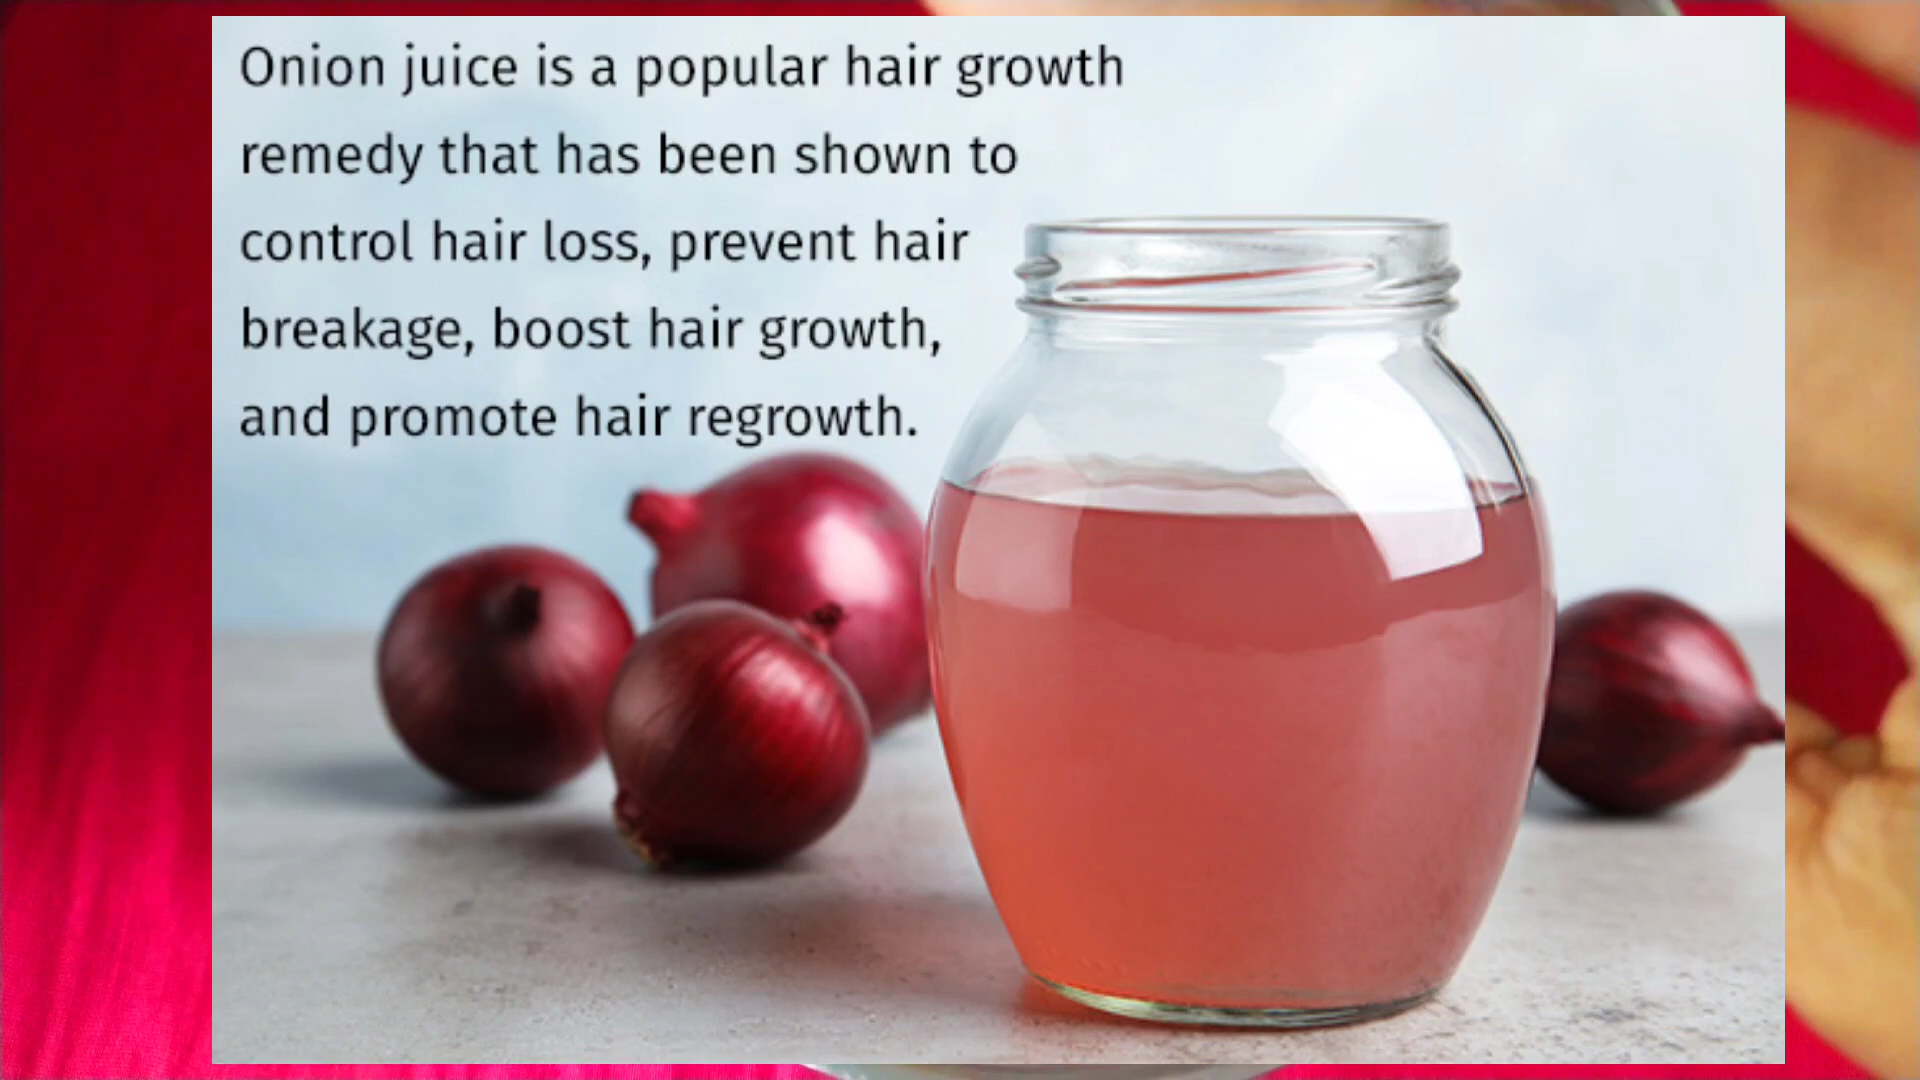 Onion juice is a popular hair growth
remedy that has been shown to
control hair loss, prevent hair
breakage, boost hair growth,
and promote hair regrowth.